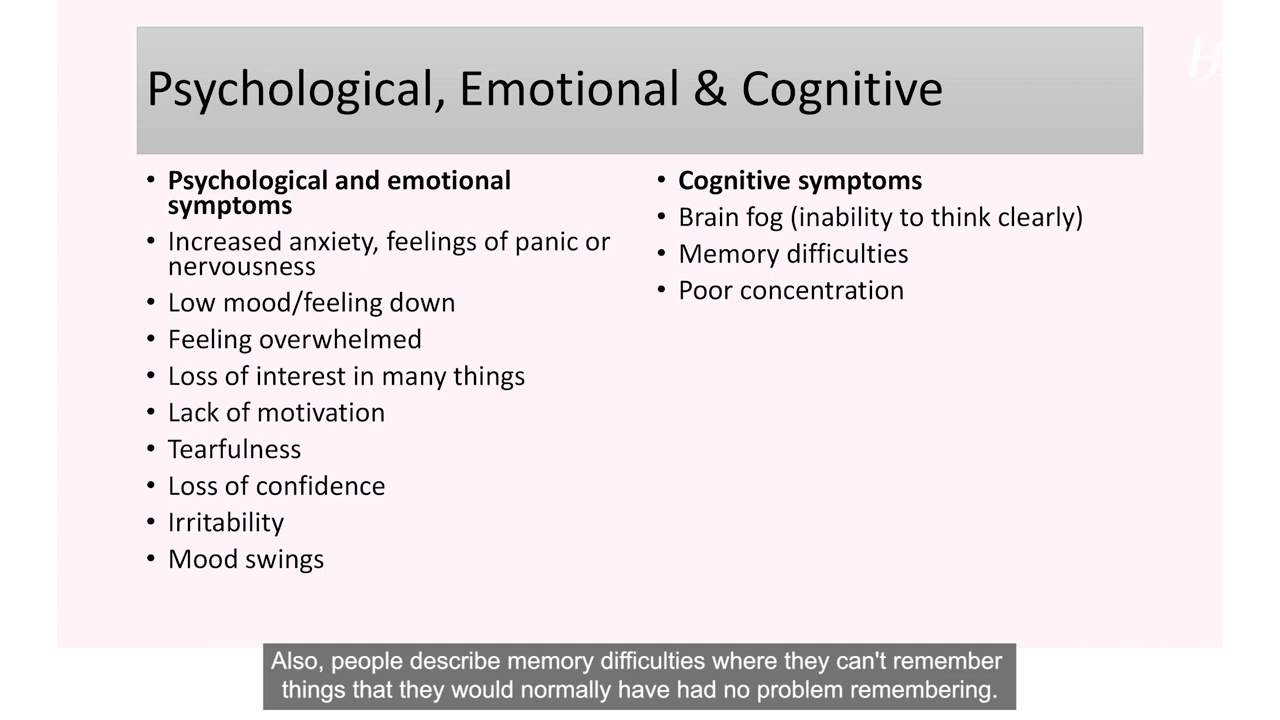 Psychological, Emotional & Cognitive
• Psychological and emotional
symptoms
• Increased anxiety, feelings of panic or
nervousness
• Low mood/feeling down
• Feeling overwhelmed
• Loss of interest in many things
• Lack of motivation
• Tearfulness
• Loss of confidence
• Irritability
• Mood swings
• Cognitive symptoms
• Brain fog (inability to think clearly)
• Memory difficulties
• Poor concentration
Also, people describe memory difficulties where they can't remember
things that they would normally have had no problem remembering.